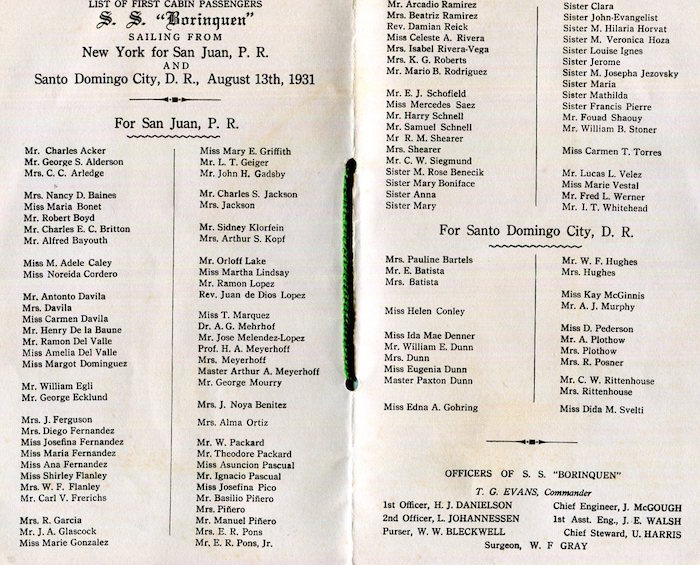 LIST OF FIRST CABIN PASSENGERS
S. S. "Borinquen"
SAILING FROM
New York for San Juan, P. R.
AND
Santo Domingo City, D. R., August 13th, 1931
For San Juan, P. R.
Mr. Charles Acker
Mr. George S. Alderson
Mrs. C. C. Arledge
Mrs. Nancy D. Baines
Miss Maria Bonet
Mr. Robert Boyd
Mr. Charles E. C. Britton
Mr. Alfred Bayouth
Miss M. Adele Caley
Miss Noreida Cordero
Mr. Antonto Davila
Mrs. Davila
Miss Carmen Davila
Mr. Henry De la Baune
Mr. Ramon Del Valle
Miss Amelia Del Valle
Miss Margot Dominguez
Mr. William Egli
Mr. George Ecklund
Mrs. J. Ferguson
Mrs. Diego Fernandez
Miss Josefina Fernandez
Miss Maria Fernandez
Miss Ana Fernandez
Miss Shirley Flanley
Mrs. W. F. Flanley
Mr. Carl V. Frerichs
Mrs. R. Garcia
Mr. J. A. Glascock
Miss Marie Gonzalez
Miss Mary E. Griffith
Mr. L. T. Geiger
Mr. John H. Gadsby
Mr. Charles S. Jackson
Mrs. Jackson
Mr. Sidney Klorfein
Mrs. Arthur S. Kopf
Mr. Orloff Lake
Miss Martha Lindsay
Mr. Ramon Lopez
Rev. Juan de Dios Lopez
Miss T. Marquez
Dr. A. G. Mehrhof
Mr. Jose Melendez-Lopez
Prof. H. A. Meyerhoff
Mrs. Meyerhoff
Master Arthur A. Meyerhoff
Mr. George Mourry
Mrs. J. Noya Benitez
Mrs. Alma Ortiz
Mr. W. Packard
Mr. Theodore Packard
Miss Asuncion Pascual
Mr. Ignacio Pascual
Miss Josefina Pico
Mr. Basilio Piñero
Mrs. Piñero
Mr. Manuel Piñero
Mrs. E. R. Pons
Mr. E. R. Pons, Jr.
Mr. Arcadio Ramirez
Mrs. Beatriz Ramirez
Rev. Damian Reick
Miss Celeste A. Rivera
Mrs. Isabel Rivera-Vega
Mrs. K. G. Roberts
Mr. Mario B. Rodriguez
Mr. E. J. Schofield
Miss Mercedes Saez
Mr. Harry Schnell
Mr. Samuel Schnell
Mr R. M. Shearer
Mrs. Shearer
Mr. C. W. Siegmund
Sister M. Rose Benecik
Sister Mary Boniface
Sister Anna
Sister Mary
Sister Clara
Sister John-Evangelist
Sister M. Hilaria Horvat
Sister M. Veronica Hoza
Sister Louise Ignes
Sister Jerome
Sister M. Josepha Jezovsky
Sister Maria
Sister Mathilda
Sister Francis Pierre
Mr. Fouad Shaouy
Mr. William B. Stoner
Miss Carmen T. Torres
Mr. Lucas L. Velez
Miss Marie Vestal
Mr. Fred L. Werner
Mr. I. T. Whitehead
For Santo Domingo City, D. R.
Mrs. Pauline Bartels
Mr. E. Batista
Mrs. Batista
Miss Helen Conley
Miss Ida Mae Denner
Mr. William E. Dunn
Mrs. Dunn
Miss Eugenia Dunn
Master Paxton Dunn
Miss Edna A. Gohring
Mr. W. F. Hughes
Mrs. Hughes
Miss Kay McGinnis
Mr. A. J. Murphy
Miss D. Pederson
Mr. A. Plothow
Mrs. Plothow
Mrs. R. Posner
Mr. C. W. Rittenhouse
Mrs. Rittenhouse
Miss Dida M. Svelti
OFFICERS OF S. S. "BORINQUEN"
T. G. EVANS, Commander
1st Officer, H. J. DANIELSON
Chief Engineer, J. McGOUGH
2nd Officer, L. JOHANNESSEN
1st Asst. Eng., J. E. WALSH
Purser, W. W. BLECKWELL
Chief Steward, U. HARRIS
Surgeon, W. F GRAY